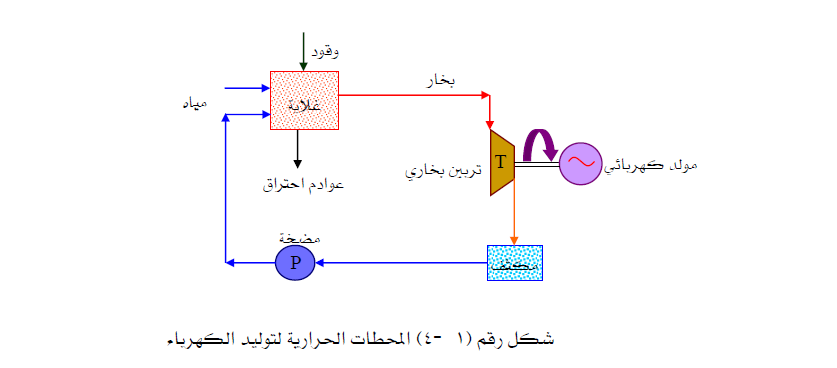 وقود
بخار
مياه
غلاية
T
تربين بخاري
مولد كهربائي
عوادم احتراق
مضخة
P
مكثف
شكل رقم (١ -٤) المحطات الحرارية لتوليد الكهرباء